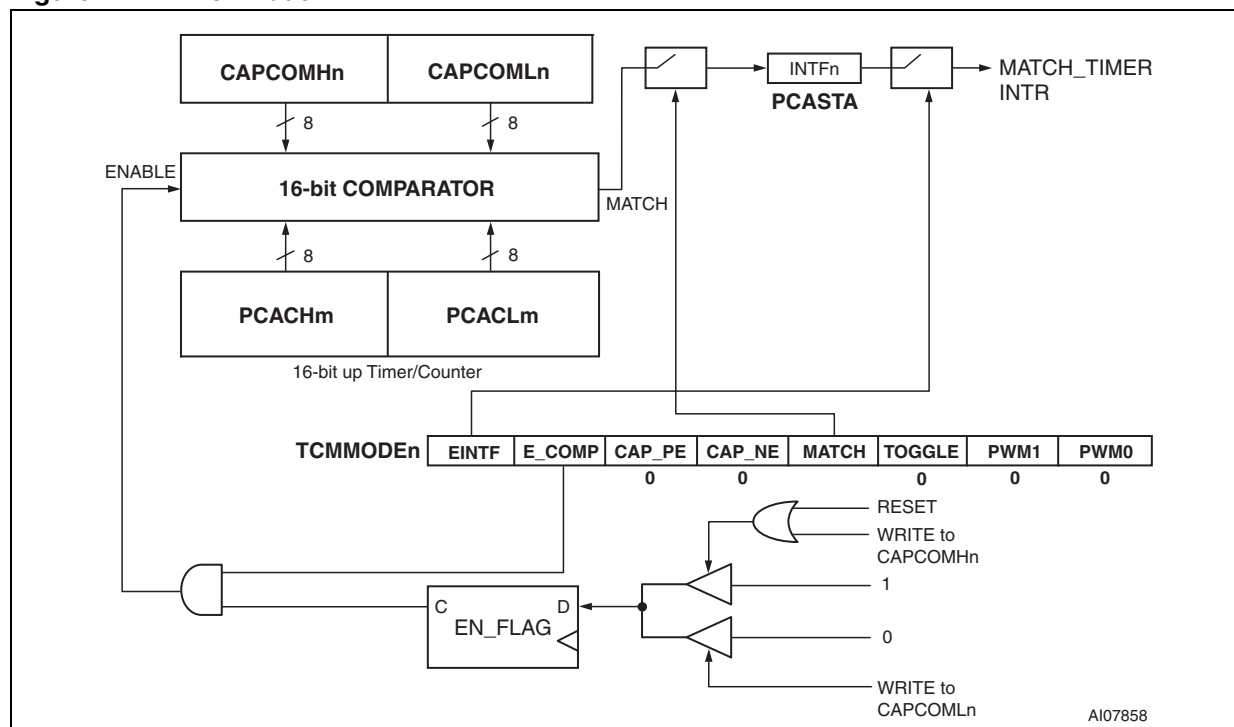 CAPCOMHn CAPCOMLn
INTFn
MATCH_TIMER
INTR
PCASTA
8 8
ENABLE
16-bit COMPARATOR
MATCH
8 8
PCACHm PCACLm
16-bit up Timer/Counter
TCMMODEn EINTF E_COMP CAP_PE CAP_NE MATCH TOGGLE PWM1 PWM0
0 0 0 0 0
RESET
WRITE to
CAPCOMHn
1
C D
EN_FLAG
0
WRITE to
CAPCOMLn
AI07858